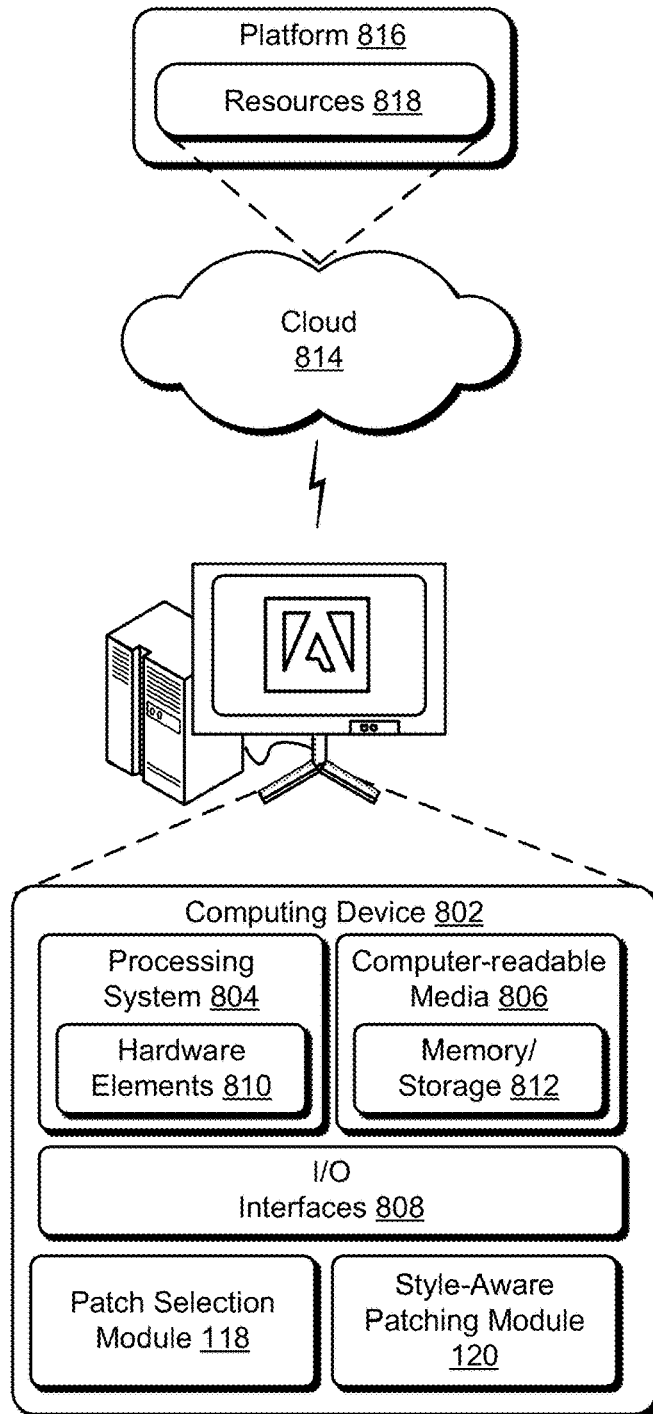 Platform 816
Resources 818
Cloud
814
Computing Device 802
Processing
System 804
Computer-readable
Media 806
Hardware
Elements 810
Memory/
Storage 812
I/O
Interfaces 808
Patch Selection
Module 118
Style-Aware
Patching Module
120